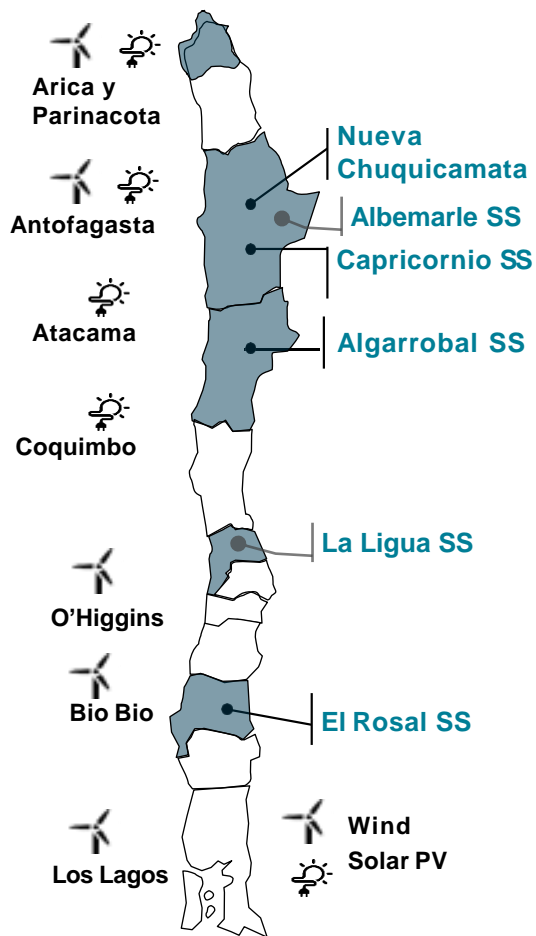 Arica y
Parinacota
Nueva
Chuquicamata
Antofagasta
Albemarle SS
Capricornio SS
Atacama
Algarrobal SS
Coquimbo
La Ligua SS
O’Higgins
Bio Bio
El Rosal SS
Wind
Solar PV
Los Lagos